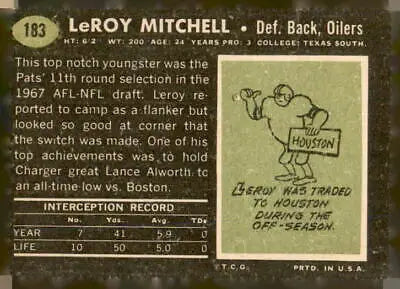 183 LeROY MITCHELL • Def. Back, Oilers
HT: 6'2 WT: 200 AGE: 24 YEARS PRO: 3 COLLEGE: TEXAS SOUTH.
This top notch youngster was the
Pats' 11th round selection in the
1967 AFL-NFL draft. Leroy re-
ported to camp as a flanker but
looked so good at corner that
the switch was made. One of his
top achievements was to hold
Charger great Lance Alworth to
an all-time low vs. Boston.
INTERCEPTION RECORD
No. Yds. Avg. TDs
YEAR 7 41 5.9 0
LIFE 10 50 5.0 0
HOUSTON
LEROY WAS TRADED
TO HOUSTON
DURING THE
OFF-SEASON.
T.C.G. PRTD. IN U.S.A.